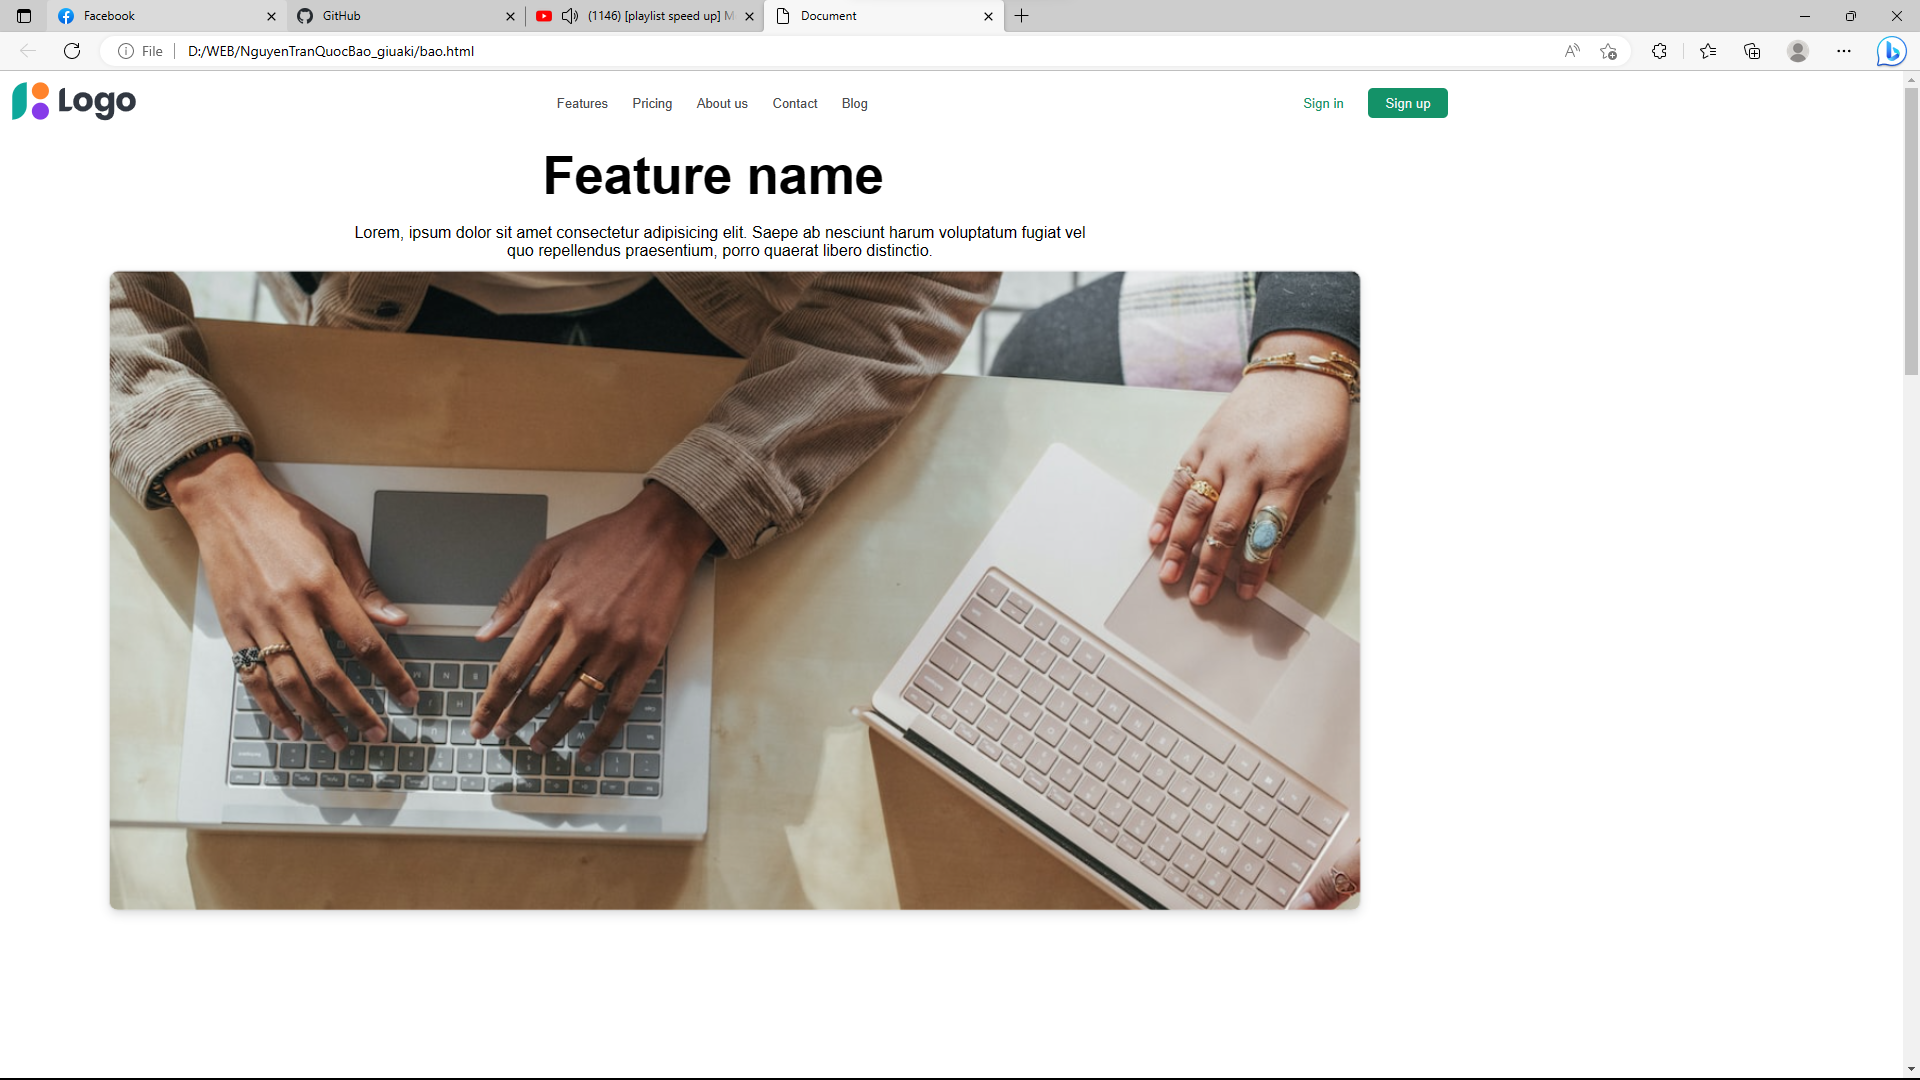 Facebook
GitHub
(1146) [playlist speed up] M
Document
File
D:/WEB/NguyenTranQuocBao_giuaki/bao.html
Logo
Features
Pricing
About us
Contact
Blog
Sign in
Sign up
Feature name
Lorem, ipsum dolor sit amet consectetur adipisicing elit. Saepe ab nesciunt harum voluptatum fugiat vel
quo repellendus praesentium, porro quaerat libero distinctio.